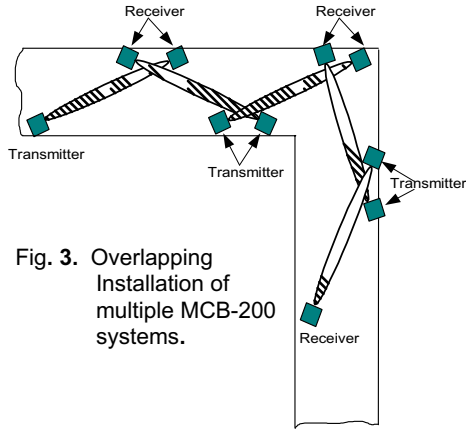 Receiver
Receiver
Transmitter
Transmitter
Transmitter
Fig. 3. Overlapping
Installation of
multiple MCB-200
systems.
Receiver